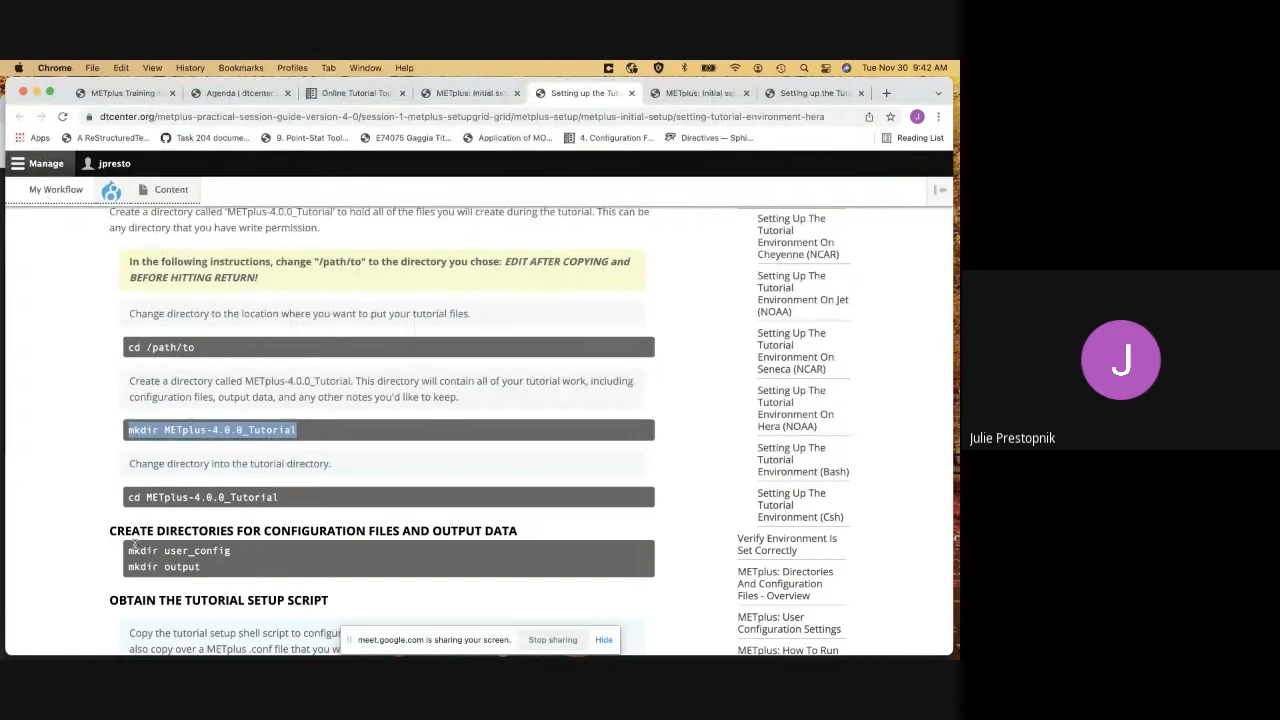 Chrome File Edit View History Bookmarks Profiles Tab Window Help Tue Nov 30 9:42 AM
METplus Training S Agenda | dtcenter. Online Tutorial To METplus: Initial set Setting up the Tut METplus: Initial set Setting up the Tut
dtcenter.org/metplus-practical-session-guide-version-4-0/session-1-metplus-setupgrid-grid/metplus-setup/metplus-initial-setup/setting-tutorial-environment-hera J
Apps A ReStructuredTe... Task 204 docume... 9. Point-Stat Tool... E74075 Gaggia Tit... Application of MO... 4. Configuration F... Directives — Sphi... Reading List
Manage jpresto
My Workflow Content
Create a directory called 'METplus-4.0.0_Tutorial' to hold all of the files you will create during the tutorial. This can be
any directory that you have write permission.
In the following instructions, change "/path/to" to the directory you chose: EDIT AFTER COPYING and
BEFORE HITTING RETURN!
Change directory to the location where you want to put your tutorial files.
cd /path/to
Create a directory called METplus-4.0.0_Tutorial. This directory will contain all of your tutorial work, including
configuration files, output data, and any other notes you'd like to keep.
mkdir METplus-4.0.0_Tutorial
Change directory into the tutorial directory.
cd METplus-4.0.0_Tutorial
CREATE DIRECTORIES FOR CONFIGURATION FILES AND OUTPUT DATA
mkdir user_config
mkdir output
OBTAIN THE TUTORIAL SETUP SCRIPT
Copy the tutorial setup shell script to configu
also copy over a METplus .conf file that you w
meet.google.com is sharing your screen. Stop sharing Hide
Setting Up The
Tutorial
Environment On
Cheyenne (NCAR)
Setting Up The
Tutorial
Environment On Jet
(NOAA)
Setting Up The
Tutorial
Environment On
Seneca (NCAR)
Setting Up The
Tutorial
Environment On
Hera (NOAA)
Setting Up The
Tutorial
Environment (Bash)
Setting Up The
Tutorial
Environment (Csh)
Verify Environment Is
Set Correctly
METplus: Directories
And Configuration
Files - Overview
METplus: User
Configuration Settings
METplus: How To Run
J
Julie Prestopnik